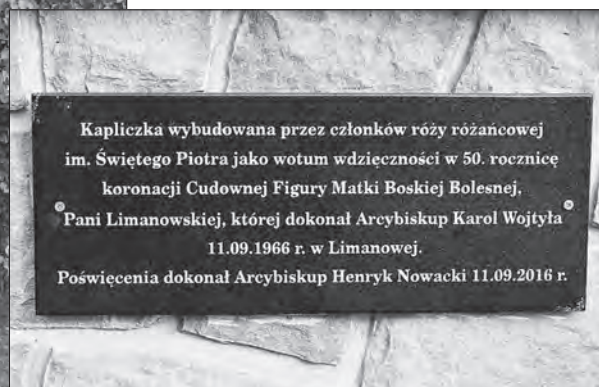 Kapliczka wybudowana przez członków róży różańcowej
im. Świętego Piotra jako wotum wdzięczności w 50. rocznicę
koronacji Cudownej Figury Matki Boskiej Bolesnej,
Pani Limanowskiej, której dokonał Arcybiskup Karol Wojtyła
11.09.1966 r. w Limanowej.
Poświęcenia dokonał Arcybiskup Henryk Nowacki 11.09.2016 r.